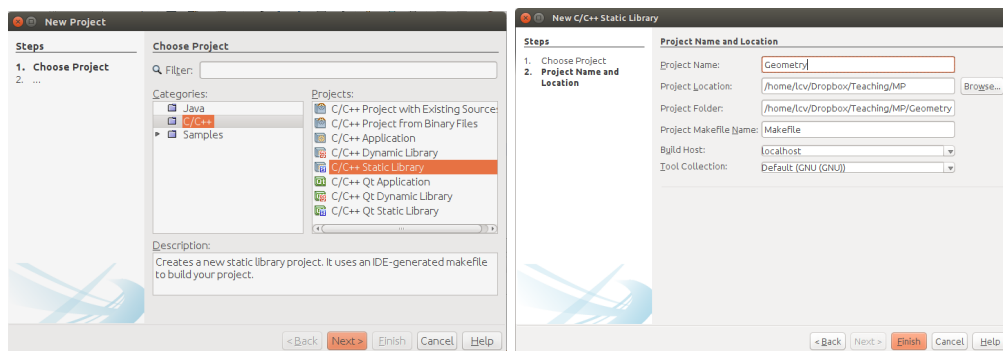 New Project
Steps
1. Choose Project
2. ...
Choose Project
Filter:
Categories:
Java
C/C++
Samples
Projects:
C/C++ Project with Existing Source:
C/C++ Project from Binary Files
C/C++ Application
C/C++ Dynamic Library
C/C++ Static Library
C/C++ Qt Application
C/C++ Qt Dynamic Library
C/C++ Qt Static Library
Description:
Creates a new static library project. It uses an IDE-generated makefile
to build your project.
< Back Next > Finish Cancel Help
New C/C++ Static Library
Steps
1. Choose Project
2. Project Name and
Location
Project Name and Location
Project Name: Geometry
Project Location: /home/lcv/Dropbox/Teaching/MP Browse...
Project Folder: /home/lcv/Dropbox/Teaching/MP/Geometry
Project Makefile Name: Makefile
Build Host: localhost
Tool Collection: Default (GNU (GNU))
< Back Next > Finish Cancel Help